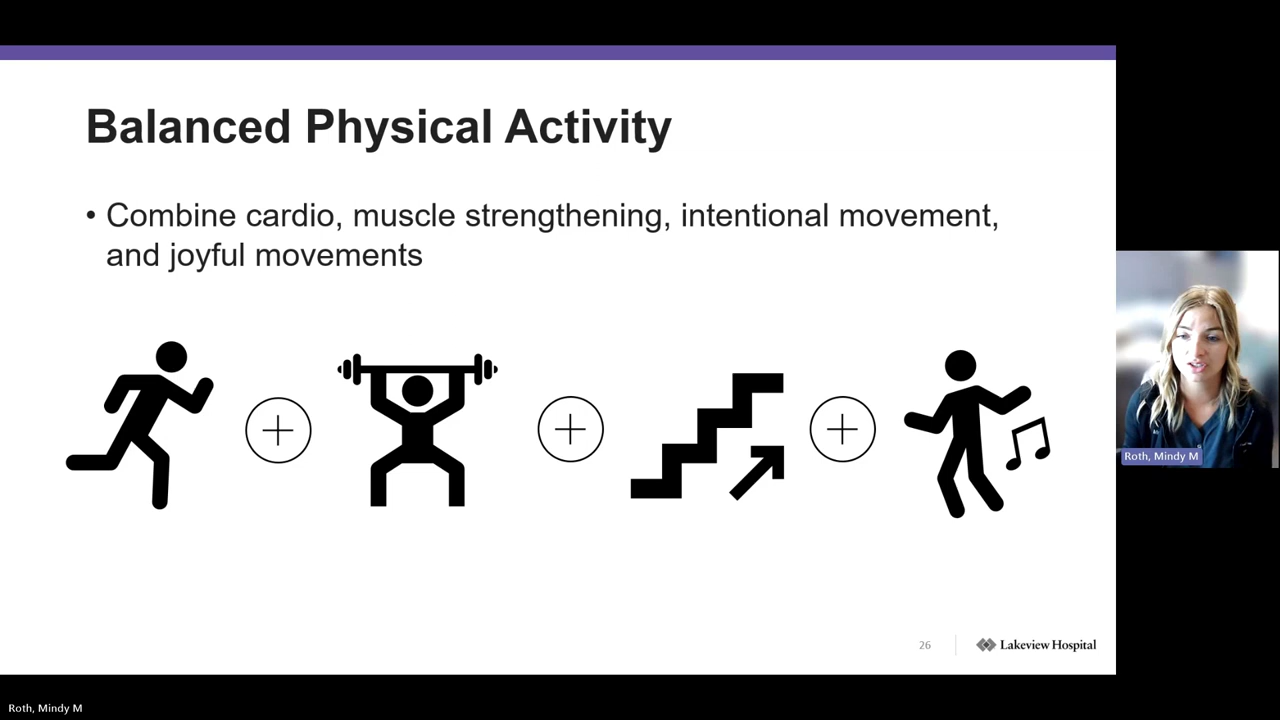 Balanced Physical Activity
• Combine cardio, muscle strengthening, intentional movement,
and joyful movements
26
Lakeview Hospital
Roth, Mindy M
Roth, Mindy M